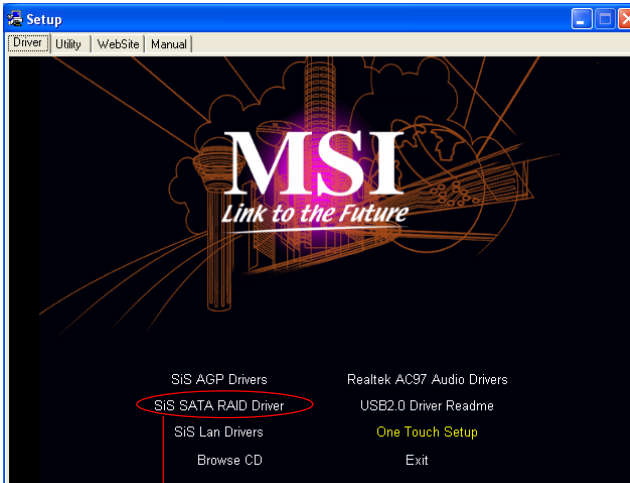 Setup
Driver Utility WebSite Manual
MSI
Link to the Future
SiS AGP Drivers Realtek AC97 Audio Drivers
SiS SATA RAID Driver USB2.0 Driver Readme
SiS Lan Drivers One Touch Setup
Browse CD Exit